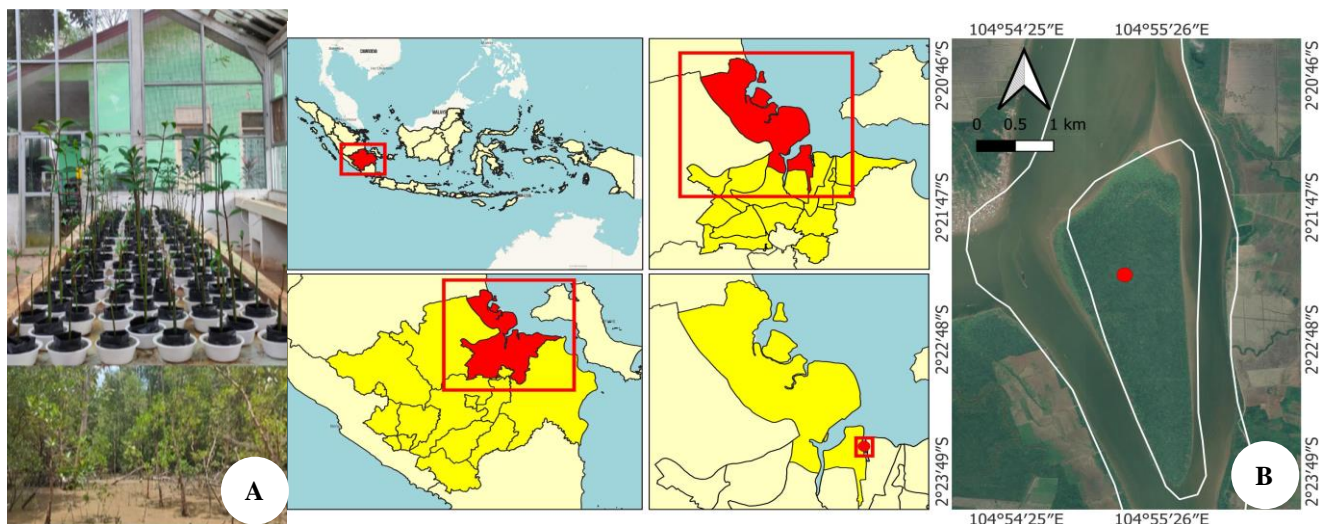 104°54'25"E 104°55'26"E
CAMBODIA
MALAYSIA
2°20'46"S 2°20'46"S
0 0.5 1 km
2°21'47"S 2°21'47"S
2°22'48"S 2°22'48"S
2°23'49"S 2°23'49"S
A
B
104°54'25"E 104°55'26"E